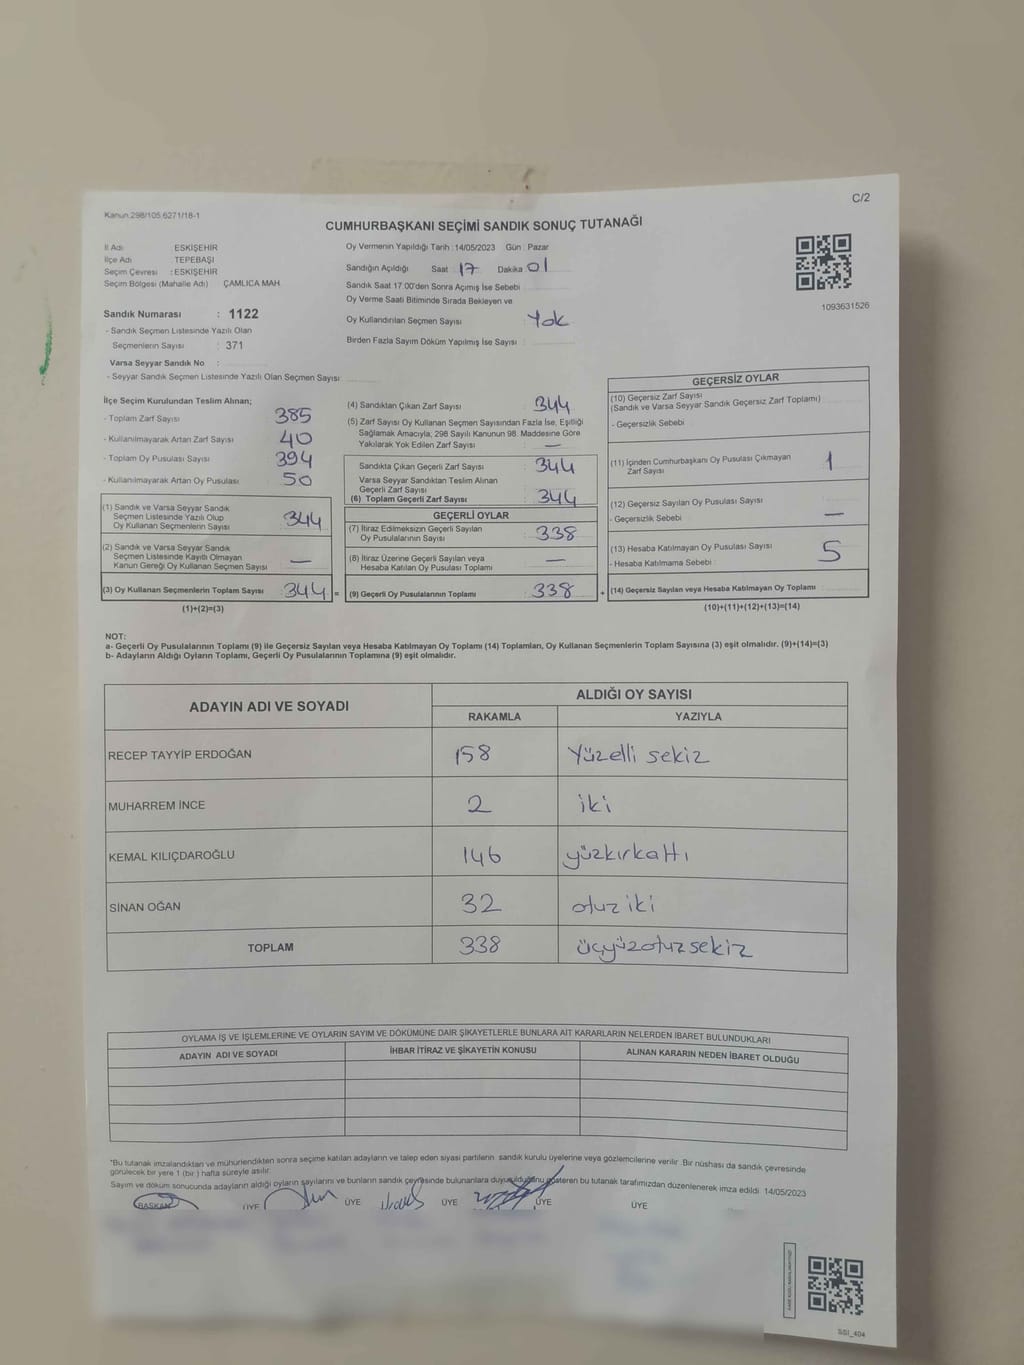 C/2
Kanun.298/105.6271/18-1
CUMHURBAŞKANI SEÇİMİ SANDIK SONUÇ TUTANAĞI
İl Adı ESKİŞEHİR
İlçe Adı TEPEBAŞI
Seçim Çevresi : ESKİŞEHİR
Seçim Bölgesi (Mahalle Adı) ÇAMLICA MAH
Sandık Numarası : 1122
- Sandık Seçmen Listesinde Yazılı Olan
Seçmenlerin Sayısı : 371
Varsa Seyyar Sandık No :
- Seyyar Sandık Seçmen Listesinde Yazılı Olan Seçmen Sayısı
Oy Vermenin Yapıldığı Tarih : 14/05/2023 Gün : Pazar
Sandığın Açıldığı Saat : 17 Dakika : 01
Sandık Saat 17.00'den Sonra Açımış İse Sebebi
Oy Verme Saati Bitiminde Sırada Bekleyen ve
Oy Kullandırılan Seçmen Sayısı : Yok
Birden Fazla Sayım Döküm Yapılmış İse Sayısı :
1093631526
İlçe Seçim Kurulundan Teslim Alınan;
- Toplam Zarf Sayısı 385
- Kullanılmayarak Artan Zarf Sayısı 40
- Toplam Oy Pusulası Sayısı 394
- Kullanılmayarak Artan Oy Pusulası 50
(1) Sandık ve Varsa Seyyar Sandık
Seçmen Listesinde Yazılı Olup
Oy Kullanan Seçmenlerin Sayısı 344
(2) Sandık ve Varsa Seyyar Sandık
Seçmen Listesinde Kayıtlı Olmayan
Kanun Gereği Oy Kullanan Seçmen Sayısı : —
(3) Oy Kullanan Seçmenlerin Toplam Sayısı : 344 =
(1)+(2)=(3)
(4) Sandıktan Çıkan Zarf Sayısı : 344
(5) Zarf Sayısı Oy Kullanan Seçmen Sayısından Fazla İse, Eşitliği
Sağlamak Amacıyla; 298 Sayılı Kanunun 98. Maddesine Göre
Yakılarak Yok Edilen Zarf Sayısı : —
Sandıkta Çıkan Geçerli Zarf Sayısı : 344
Varsa Seyyar Sandıktan Teslim Alınan
Geçerli Zarf Sayısı
(6) Toplam Geçerli Zarf Sayısı : 344
GEÇERLİ OYLAR
(7) İtiraz Edilmeksizin Geçerli Sayılan
Oy Pusulalarının Sayısı : 338
(8) İtiraz Üzerine Geçerli Sayılan veya
Hesaba Katılan Oy Pusulası Toplamı : —
(9) Geçerli Oy Pusulalarının Toplamı : 338 +
GEÇERSİZ OYLAR
(10) Geçersiz Zarf Sayısı
(Sandık ve Varsa Seyyar Sandık Geçersiz Zarf Toplamı)
- Geçersizlik Sebebi
(11) İçinden Cumhurbaşkanı Oy Pusulası Çıkmayan
Zarf Sayısı 1
(12) Geçersiz Sayılan Oy Pusulası Sayısı
- Geçersizlik Sebebi —
(13) Hesaba Katılmayan Oy Pusulası Sayısı 5
- Hesaba Katılmama Sebebi :
(14) Geçersiz Sayılan veya Hesaba Katılmayan Oy Toplamı
(10)+(11)+(12)+(13)=(14)
NOT:
a- Geçerli Oy Pusulalarının Toplamı (9) ile Geçersiz Sayılan veya Hesaba Katılmayan Oy Toplamı (14) Toplamları, Oy Kullanan Seçmenlerin Toplam Sayısına (3) eşit olmalıdır. (9)+(14)=(3)
b- Adayların Aldığı Oyların Toplamı, Geçerli Oy Pusulalarının Toplamına (9) eşit olmalıdır.
ADAYIN ADI VE SOYADI ALDIĞI OY SAYISI
RAKAMLA YAZIYLA
RECEP TAYYİP ERDOĞAN 158 Yüzelli sekiz
MUHARREM İNCE 2 iki
KEMAL KILIÇDAROĞLU 146 yüzkırkaltı
SİNAN OĞAN 32 otuz iki
TOPLAM 338 üçyüzotuzsekiz
OYLAMA İŞ VE İŞLEMLERİNE VE OYLARIN SAYIM VE DÖKÜMÜNE DAİR ŞİKAYETLERLE BUNLARA AİT KARARLARIN NELERDEN İBARET BULUNDUKLARI
ADAYIN ADI VE SOYADI İHBAR İTİRAZ VE ŞİKAYETİN KONUSU ALINAN KARARIN NEDEN İBARET OLDUĞU
*Bu tutanak imzalandıktan ve mühürlendikten sonra seçime katılan adayların ve talep eden siyasi partilerin sandık kurulu üyelerine veya gözlemcilerine verilir. Bir nüshası da sandık çevresinde
görülecek bir yere 1 (bir ) hafta süreyle asılır.
Sayım ve döküm sonucunda adayların aldığı oyların sayılarını ve bunların sandık çevresinde bulunanlara duyurulduğunu gösteren bu tutanak tarafımızdan düzenlenerek imza edildi. 14/05/2023
BAŞKAN ÜYE ÜYE ÜYE ÜYE ÜYE
SSI_404